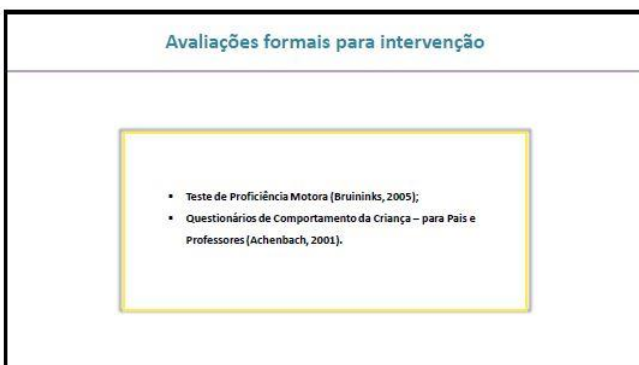 Avaliações formais para intervenção
▪ Teste de Proficiência Motora (Bruininks, 2005);
▪ Questionários de Comportamento da Criança – para Pais e
Professores (Achenbach, 2001).